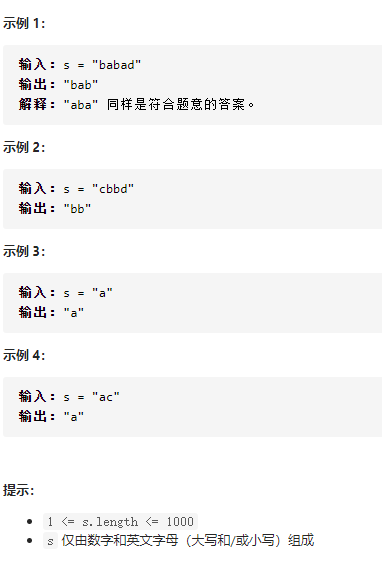 示例 1：
输入：s = "babad"
输出："bab"
解释："aba" 同样是符合题意的答案。
示例 2：
输入：s = "cbbd"
输出："bb"
示例 3：
输入：s = "a"
输出："a"
示例 4：
输入：s = "ac"
输出："a"
提示：
1 <= s.length <= 1000
s 仅由数字和英文字母（大写和/或小写）组成